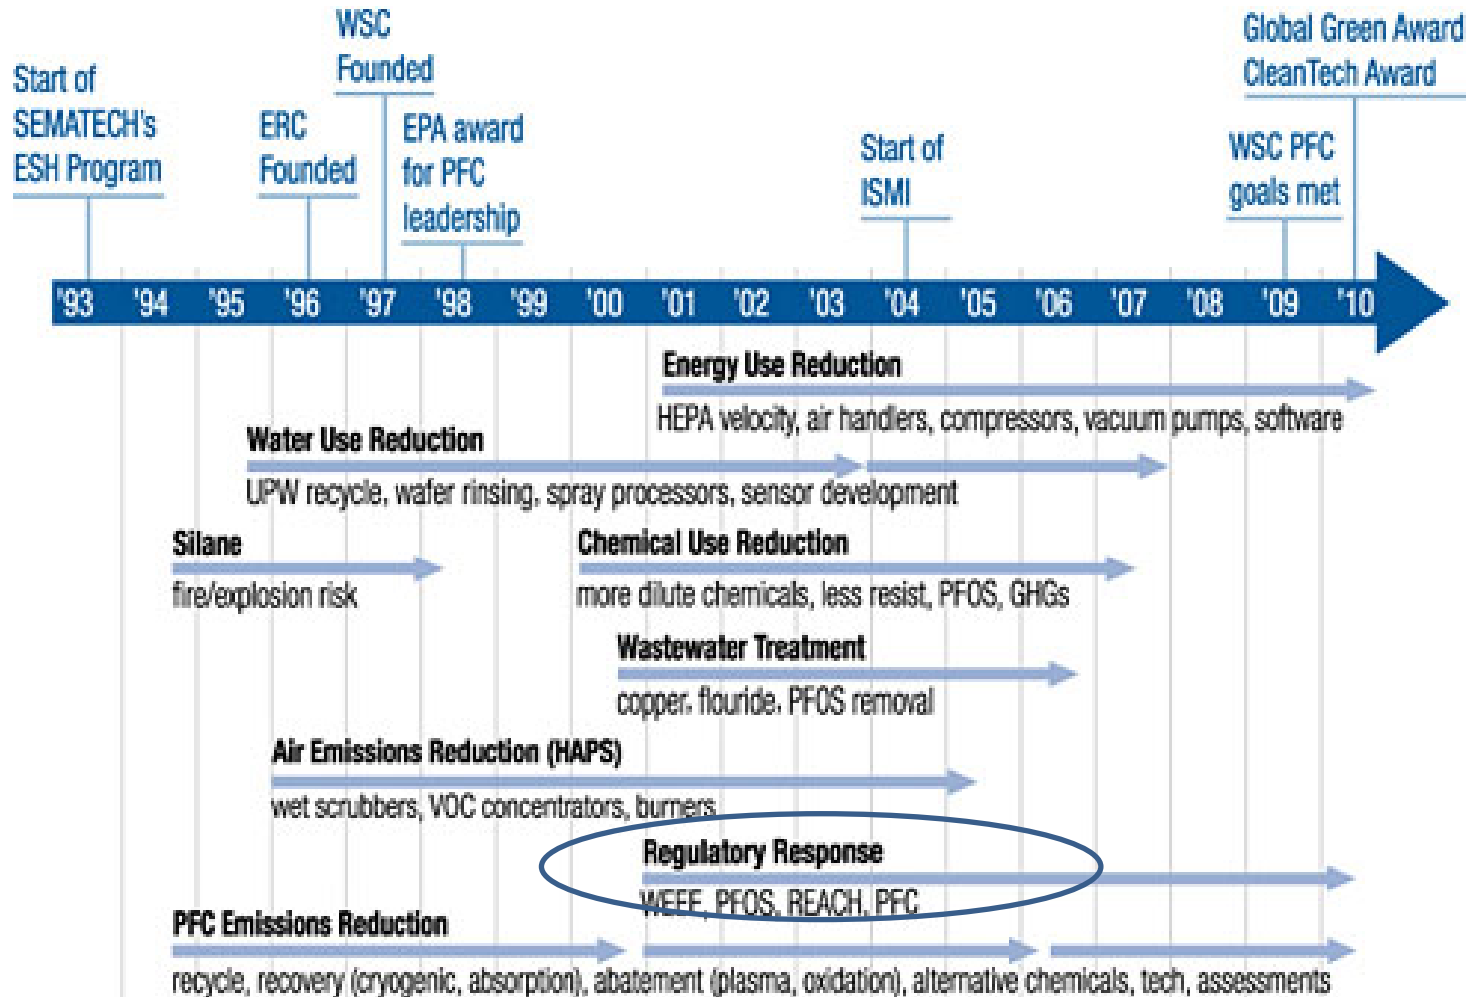 WSC
Founded
Global Green Award
CleanTech Award
Start of
SEMATECH's
ESH Program
ERC
Founded
EPA award
for PFC
leadership
Start of
ISMI
WSC PFC
goals met
'93 '94 '95 '96 '97 '98 '99 '00 '01 '02 '03 '04 '05 '06 '07 '08 '09 '10
Energy Use Reduction
HEPA velocity, air handlers, compressors, vacuum pumps, software
Water Use Reduction
UPW recycle, wafer rinsing, spray processors, sensor development
Silane
fire/explosion risk
Chemical Use Reduction
more dilute chemicals, less resist, PFOS, GHGs
Wastewater Treatment
copper, flouride, PFOS removal
Air Emissions Reduction (HAPS)
wet scrubbers, VOC concentrators, burners
Regulatory Response
WEEE, PFOS, REACH, PFC
PFC Emissions Reduction
recycle, recovery (cryogenic, absorption), abatement (plasma, oxidation), alternative chemicals, tech, assessments